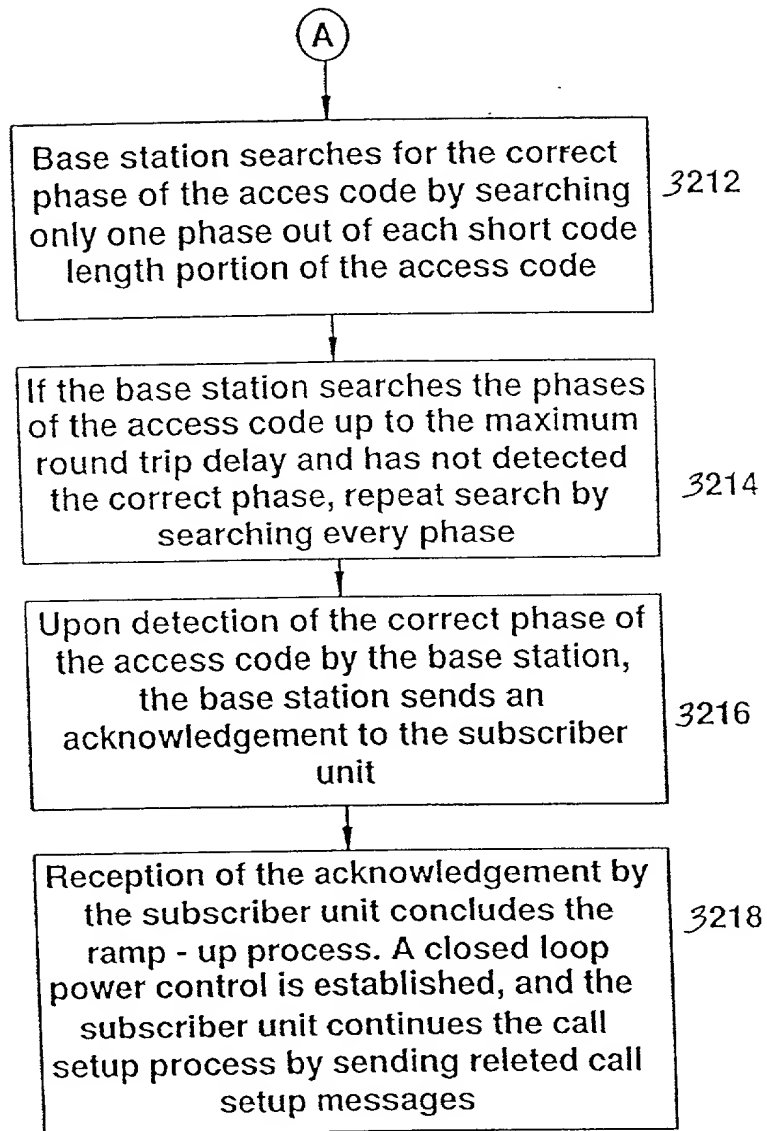 A
Base station searches for the correct
phase of the acces code by searching
only one phase out of each short code
length portion of the access code
3212
If the base station searches the phases
of the access code up to the maximum
round trip delay and has not detected
the correct phase, repeat search by
searching every phase
3214
Upon detection of the correct phase of
the access code by the base station,
the base station sends an
acknowledgement to the subscriber
unit
3216
Reception of the acknowledgement by
the subscriber unit concludes the
ramp - up process. A closed loop
power control is established, and the
subscriber unit continues the call
setup process by sending releted call
setup messages
3218